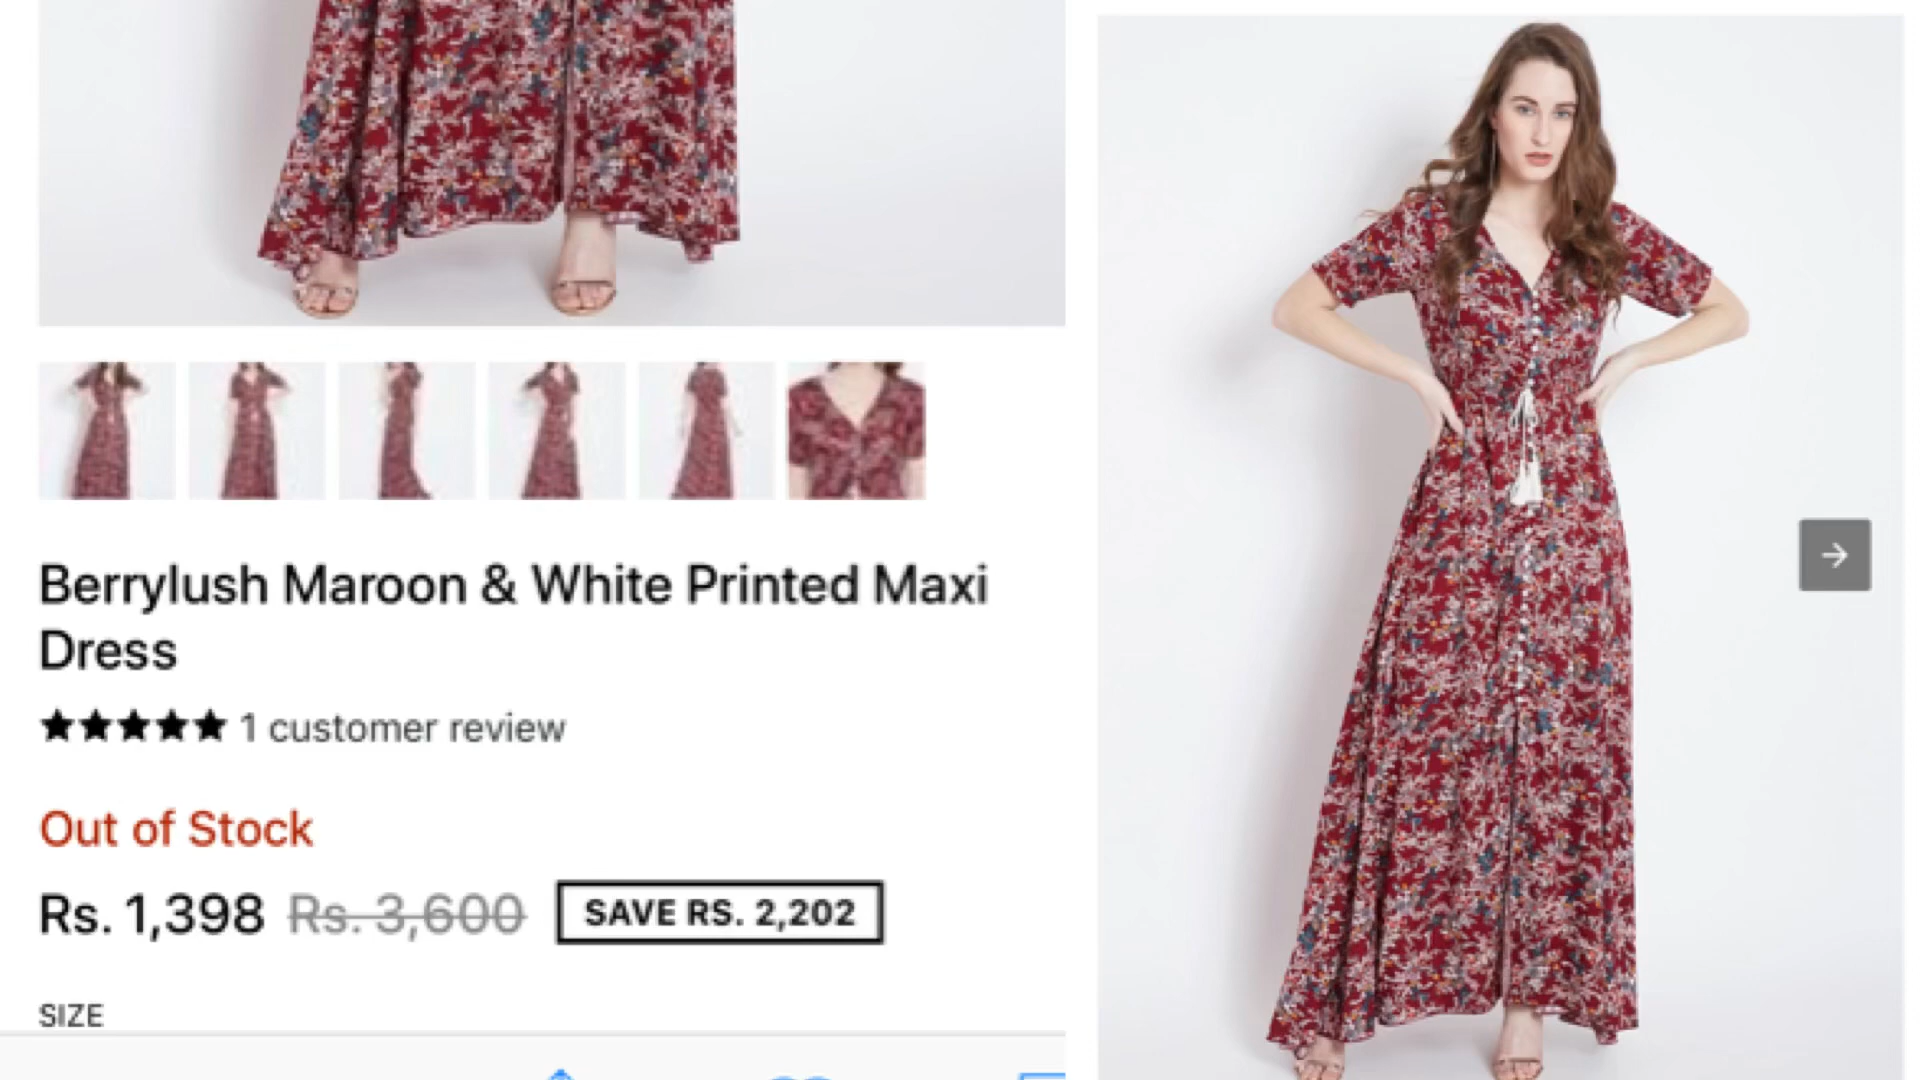 Berrylush Maroon & White Printed Maxi
Dress
★★★★★ 1 customer review
Out of Stock
Rs. 1,398 Rs. 3,600 SAVE RS. 2,202
SIZE